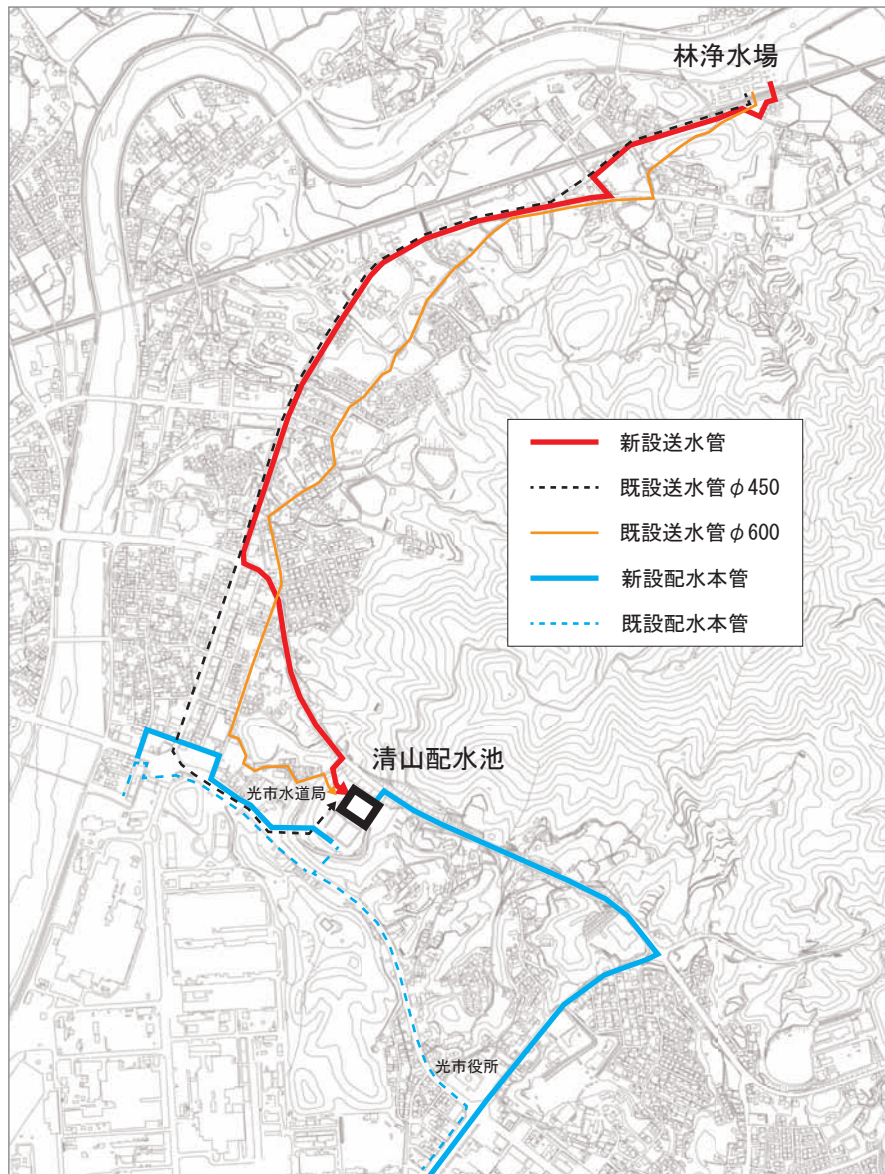 林浄水場
新設送水管
既設送水管φ450
既設送水管φ600
新設配水本管
既設配水本管
清山配水池
光市水道局
光市役所